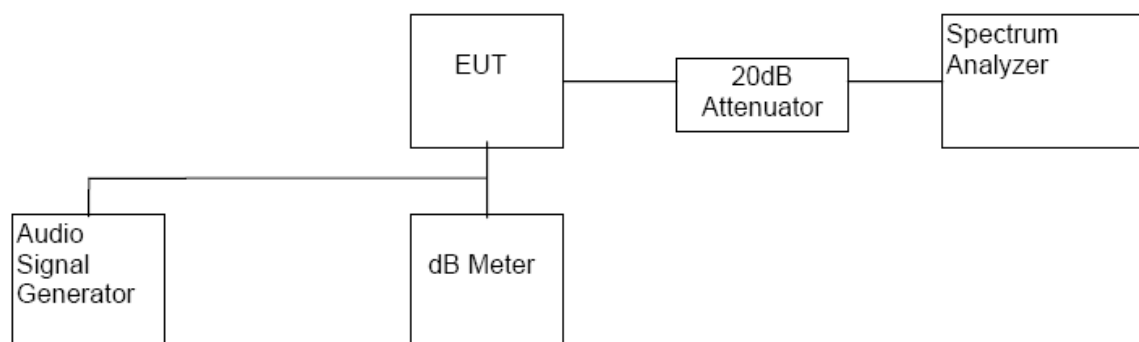 EUT
20dB
Attenuator
Spectrum
Analyzer
Audio
Signal
Generator
dB Meter